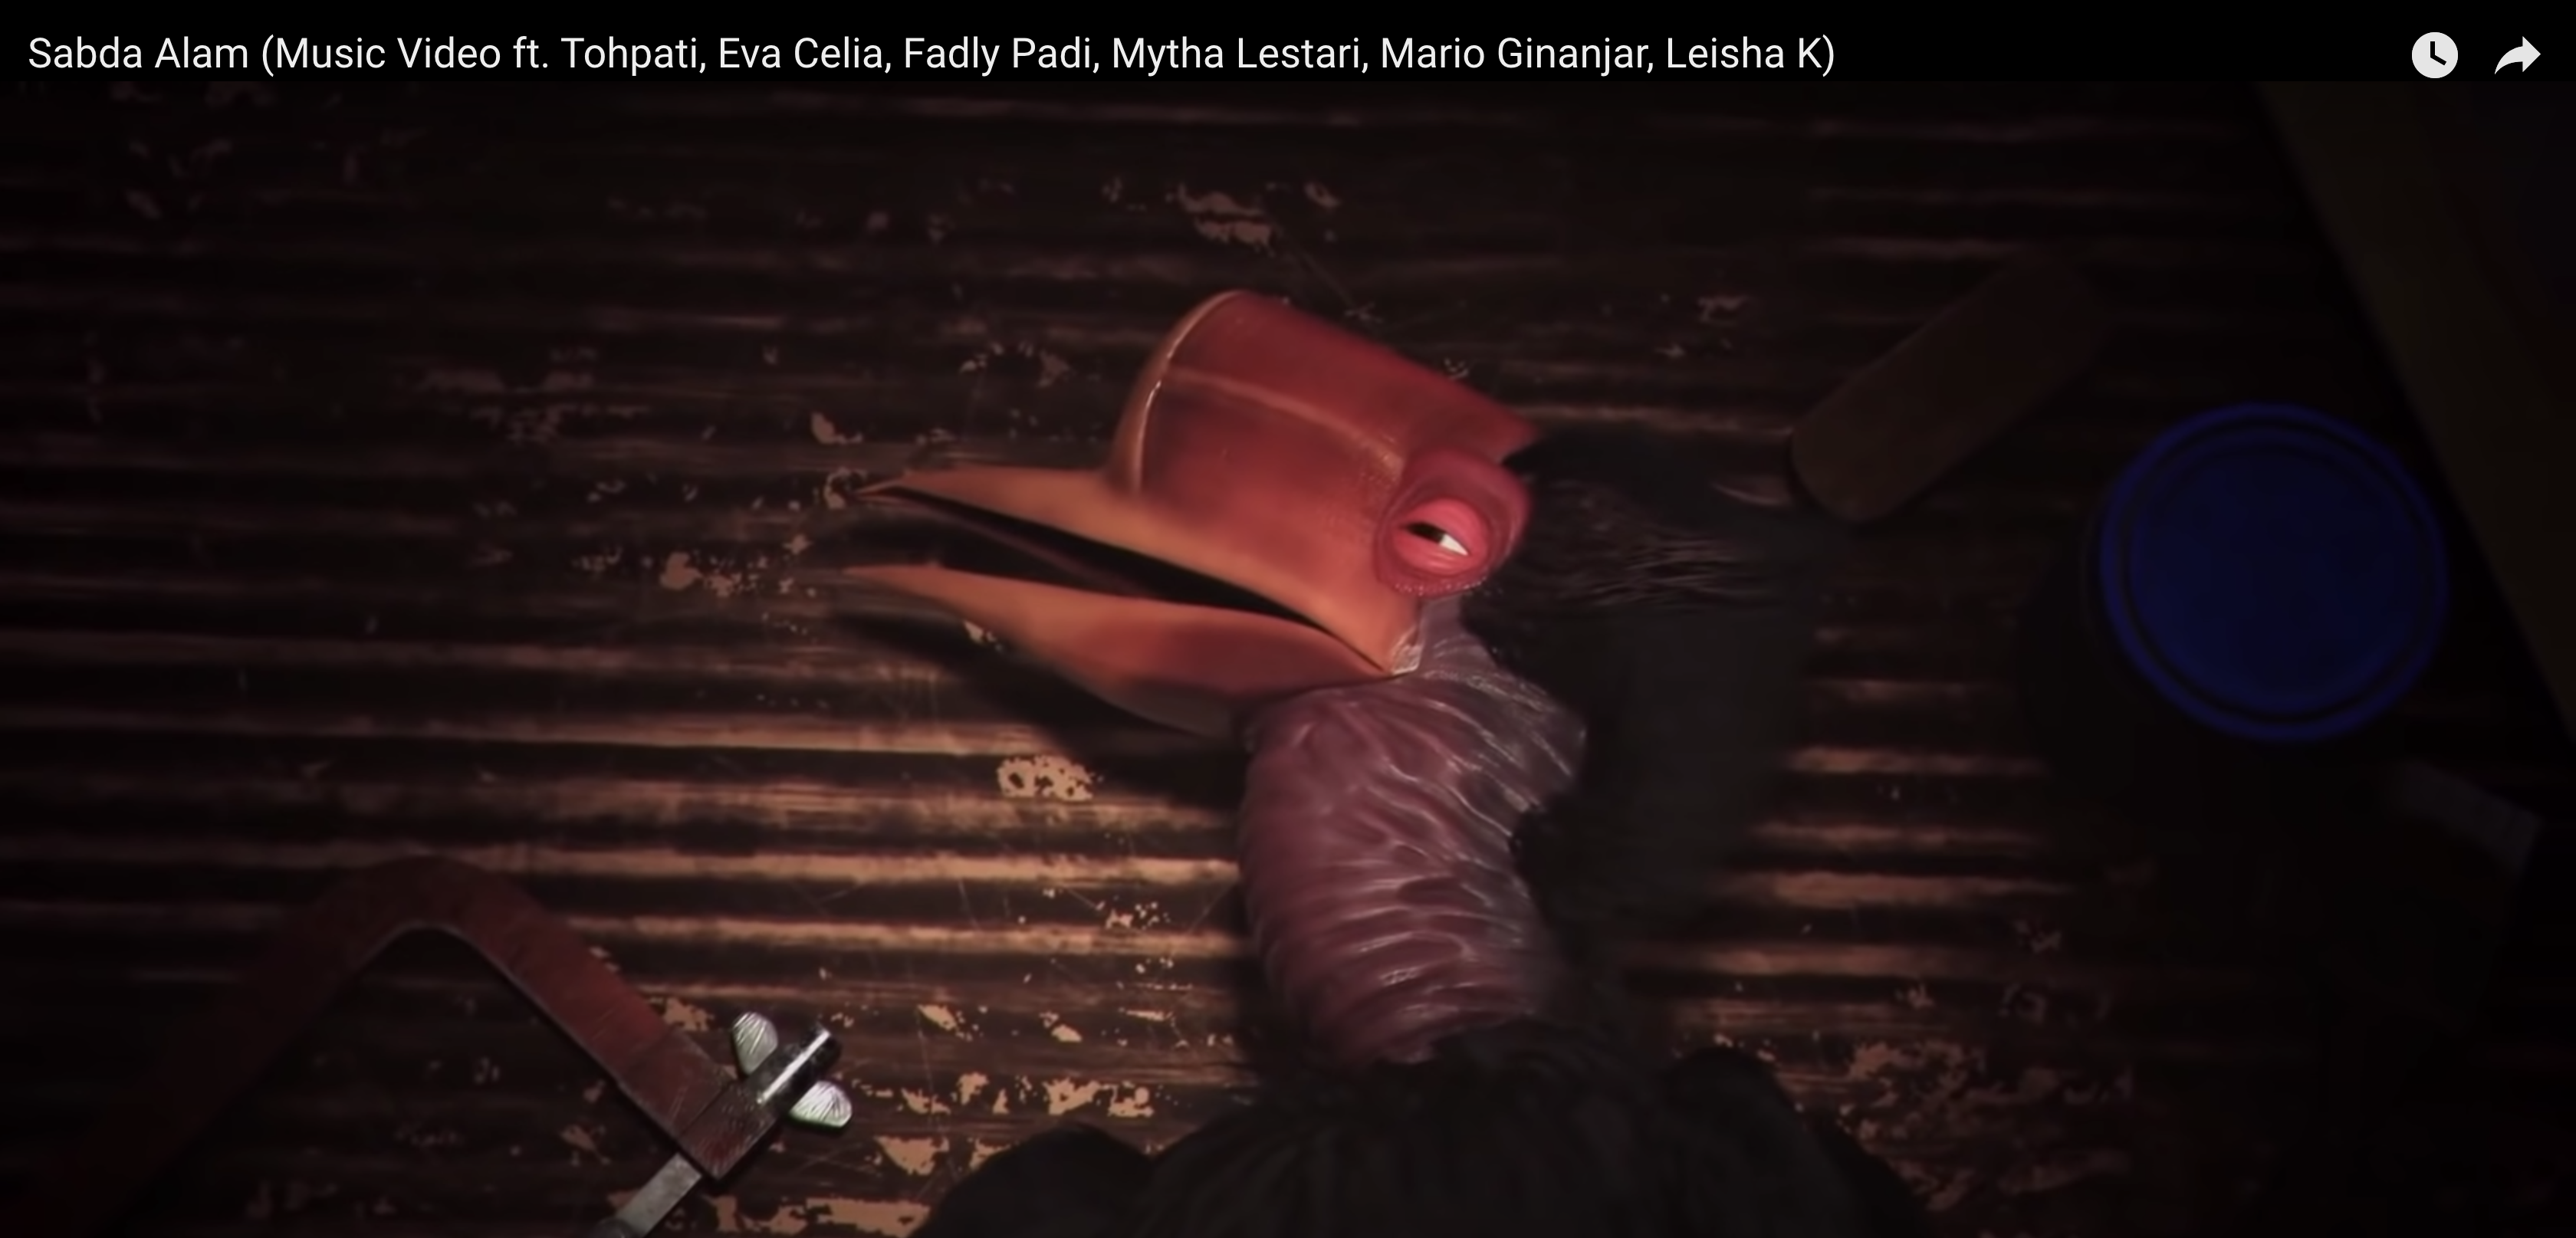 Sabda Alam (Music Video ft. Tohpati, Eva Celia, Fadly Padi, Mytha Lestari, Mario Ginanjar, Leisha K)